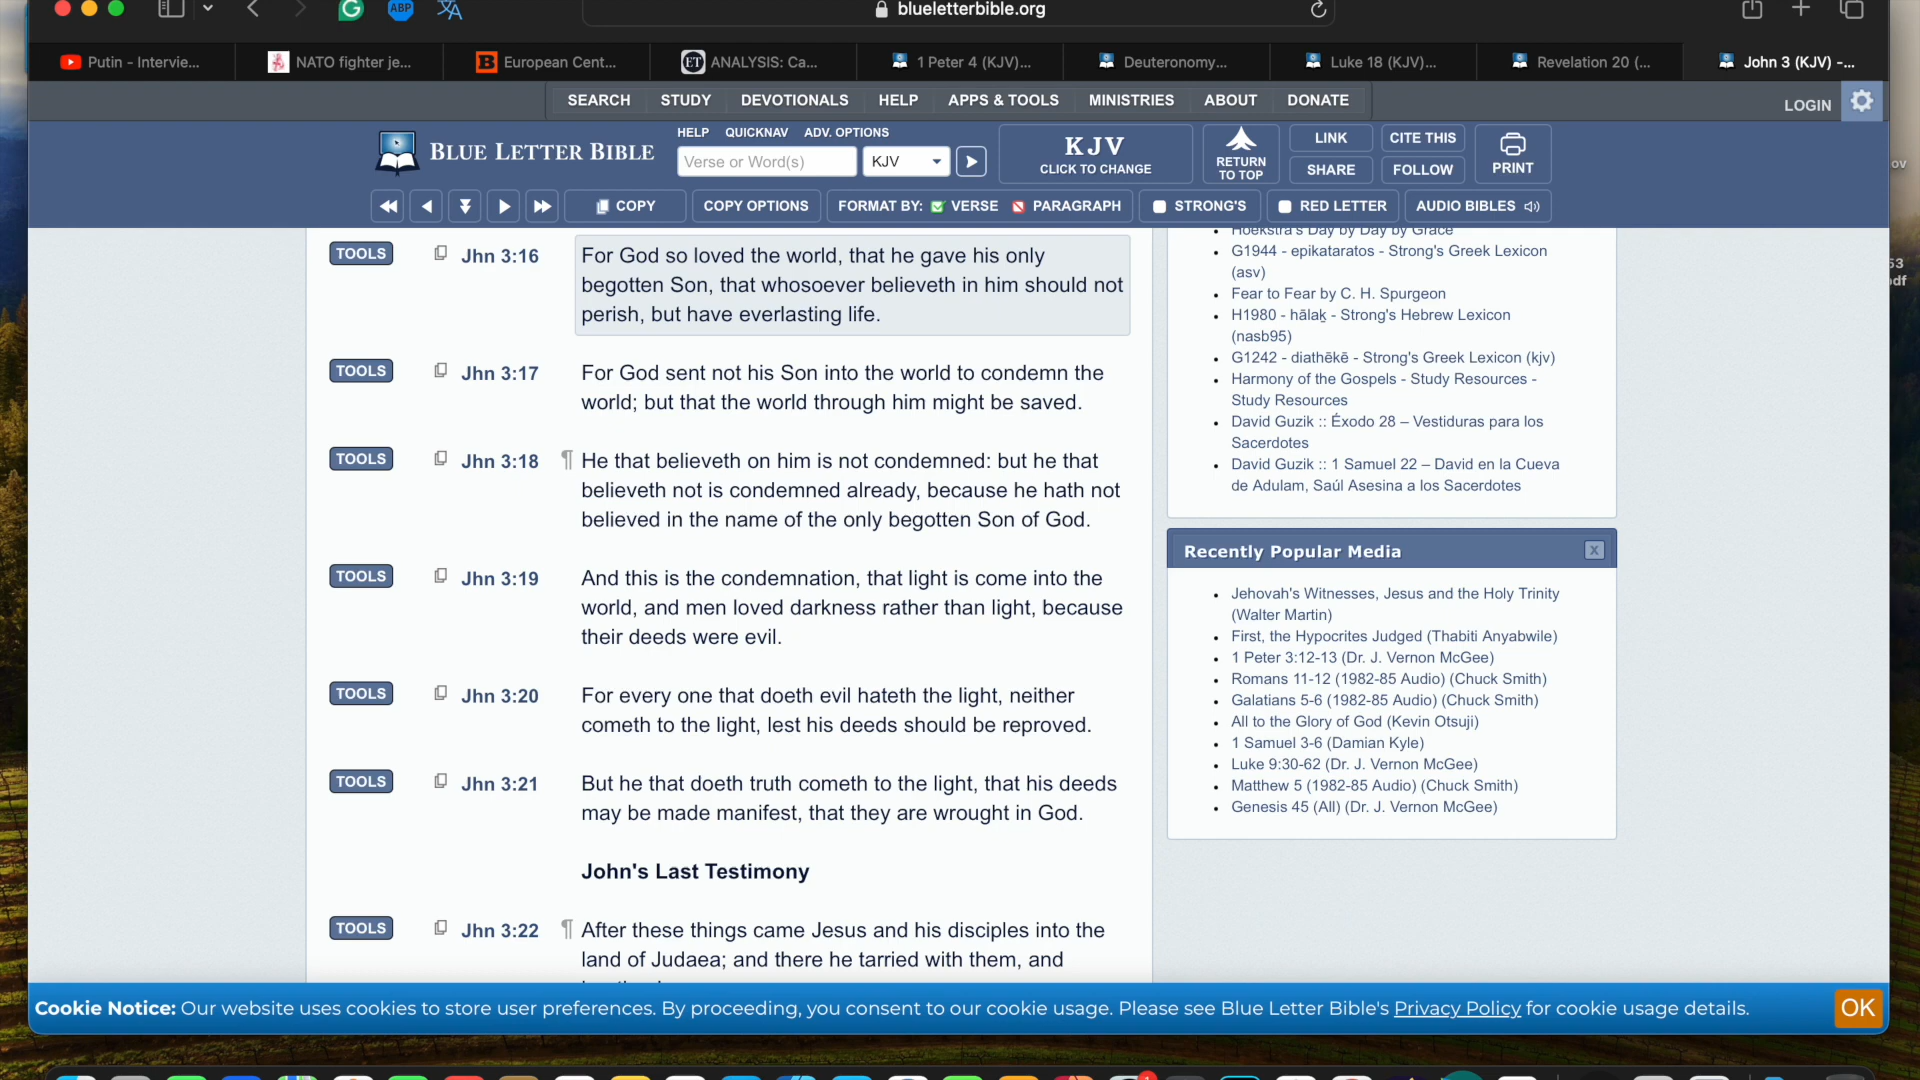 ABP
blueletterbible.org
Putin - Intervie...
NATO fighter je...
European Cent...
ET ANALYSIS: Ca...
1 Peter 4 (KJV)...
Deuteronomy...
Luke 18 (KJV)...
Revelation 20 (...
John 3 (KJV) -...
SEARCH STUDY DEVOTIONALS HELP APPS & TOOLS MINISTRIES ABOUT DONATE
LOGIN
BLUE LETTER BIBLE
HELP QUICKNAV ADV. OPTIONS
Verse or Word(s)
KJV
KJV
CLICK TO CHANGE
RETURN
TO TOP
LINK
CITE THIS
SHARE
FOLLOW
PRINT
COPY
COPY OPTIONS
FORMAT BY: VERSE PARAGRAPH
STRONG'S
RED LETTER
AUDIO BIBLES
TOOLS Jhn 3:16 For God so loved the world, that he gave his only
begotten Son, that whosoever believeth in him should not
perish, but have everlasting life.
TOOLS Jhn 3:17 For God sent not his Son into the world to condemn the
world; but that the world through him might be saved.
TOOLS Jhn 3:18 ¶ He that believeth on him is not condemned: but he that
believeth not is condemned already, because he hath not
believed in the name of the only begotten Son of God.
TOOLS Jhn 3:19 And this is the condemnation, that light is come into the
world, and men loved darkness rather than light, because
their deeds were evil.
TOOLS Jhn 3:20 For every one that doeth evil hateth the light, neither
cometh to the light, lest his deeds should be reproved.
TOOLS Jhn 3:21 But he that doeth truth cometh to the light, that his deeds
may be made manifest, that they are wrought in God.
John's Last Testimony
TOOLS Jhn 3:22 ¶ After these things came Jesus and his disciples into the
land of Judaea; and there he tarried with them, and
Hoekstra's Day by Day by Grace
G1944 - epikataratos - Strong's Greek Lexicon
(asv)
Fear to Fear by C. H. Spurgeon
H1980 - hālaḵ - Strong's Hebrew Lexicon
(nasb95)
G1242 - diathēkē - Strong's Greek Lexicon (kjv)
Harmony of the Gospels - Study Resources -
Study Resources
David Guzik :: Éxodo 28 – Vestiduras para los
Sacerdotes
David Guzik :: 1 Samuel 22 – David en la Cueva
de Adulam, Saúl Asesina a los Sacerdotes
Recently Popular Media
x
Jehovah's Witnesses, Jesus and the Holy Trinity
(Walter Martin)
First, the Hypocrites Judged (Thabiti Anyabwile)
1 Peter 3:12-13 (Dr. J. Vernon McGee)
Romans 11-12 (1982-85 Audio) (Chuck Smith)
Galatians 5-6 (1982-85 Audio) (Chuck Smith)
All to the Glory of God (Kevin Otsuji)
1 Samuel 3-6 (Damian Kyle)
Luke 9:30-62 (Dr. J. Vernon McGee)
Matthew 5 (1982-85 Audio) (Chuck Smith)
Genesis 45 (All) (Dr. J. Vernon McGee)
Cookie Notice: Our website uses cookies to store user preferences. By proceeding, you consent to our cookie usage. Please see Blue Letter Bible's Privacy Policy for cookie usage details.
OK